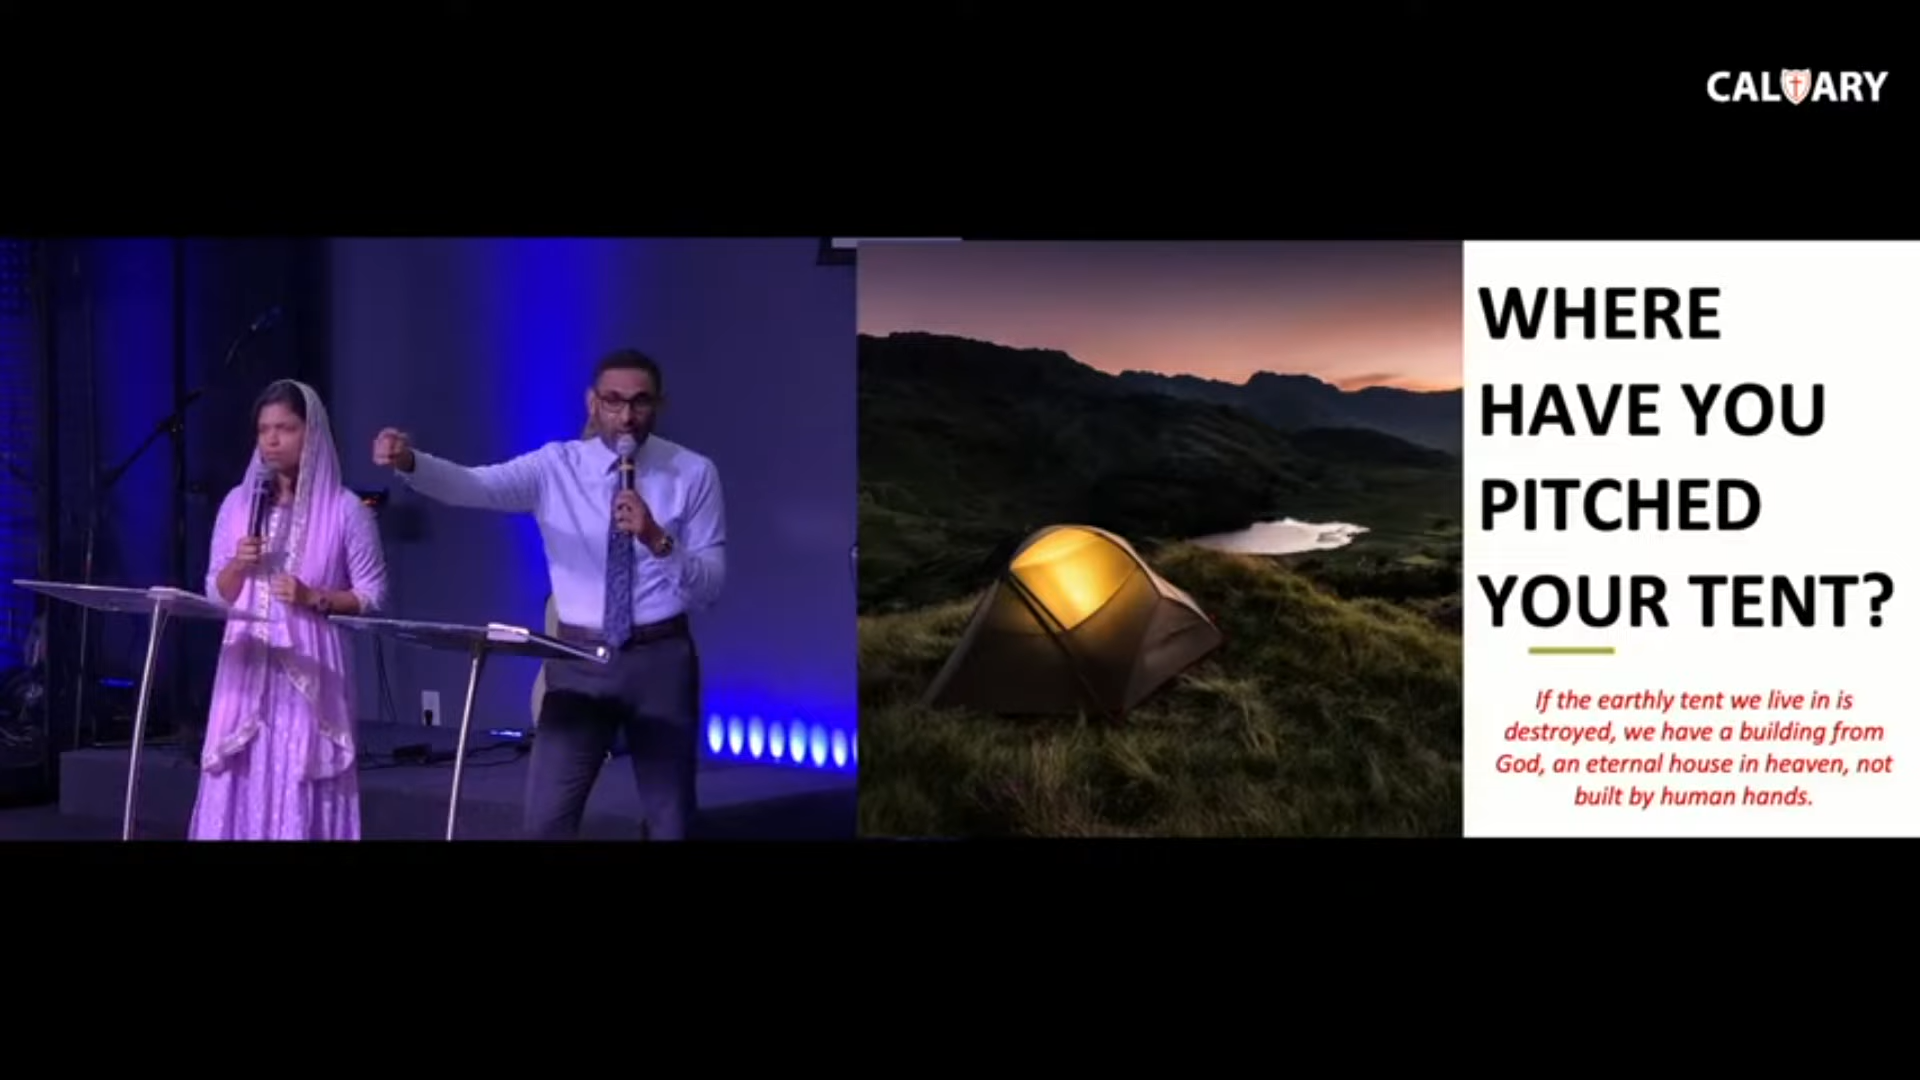 CALVARY
WHERE
HAVE YOU
PITCHED
YOUR TENT?
If the earthly tent we live in is
destroyed, we have a building from
God, an eternal house in heaven, not
built by human hands.